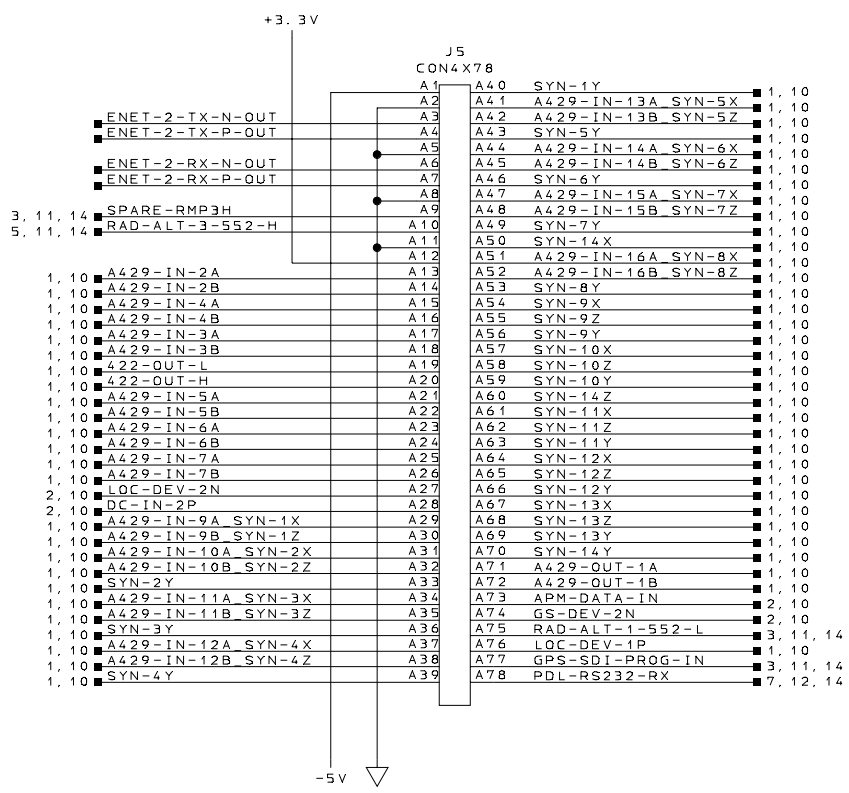 +3.3V
J5
CON4X78
A1 A40 SYN-1Y 1,10
A2 A41 A429-IN-13A_SYN-5X 1,10
ENET-2-TX-N-OUT A3 A42 A429-IN-13B_SYN-5Z 1,10
ENET-2-TX-P-OUT A4 A43 SYN-5Y 1,10
A5 A44 A429-IN-14A_SYN-6X 1,10
ENET-2-RX-N-OUT A6 A45 A429-IN-14B_SYN-6Z 1,10
ENET-2-RX-P-OUT A7 A46 SYN-6Y 1,10
A8 A47 A429-IN-15A_SYN-7X 1,10
3,11,14 SPARE-RMP3H A9 A48 A429-IN-15B_SYN-7Z 1,10
5,11,14 RAD-ALT-3-552-H A10 A49 SYN-7Y 1,10
A11 A50 SYN-14X 1,10
A12 A51 A429-IN-16A_SYN-8X 1,10
1,10 A429-IN-2A A13 A52 A429-IN-16B_SYN-8Z 1,10
1,10 A429-IN-2B A14 A53 SYN-8Y 1,10
1,10 A429-IN-4A A15 A54 SYN-9X 1,10
1,10 A429-IN-4B A16 A55 SYN-9Z 1,10
1,10 A429-IN-3A A17 A56 SYN-9Y 1,10
1,10 A429-IN-3B A18 A57 SYN-10X 1,10
1,10 422-OUT-L A19 A58 SYN-10Z 1,10
1,10 422-OUT-H A20 A59 SYN-10Y 1,10
1,10 A429-IN-5A A21 A60 SYN-14Z 1,10
1,10 A429-IN-5B A22 A61 SYN-11X 1,10
1,10 A429-IN-6A A23 A62 SYN-11Z 1,10
1,10 A429-IN-6B A24 A63 SYN-11Y 1,10
1,10 A429-IN-7A A25 A64 SYN-12X 1,10
1,10 A429-IN-7B A26 A65 SYN-12Z 1,10
2,10 LOC-DEV-2N A27 A66 SYN-12Y 1,10
2,10 DC-IN-2P A28 A67 SYN-13X 1,10
1,10 A429-IN-9A_SYN-1X A29 A68 SYN-13Z 1,10
1,10 A429-IN-9B_SYN-1Z A30 A69 SYN-13Y 1,10
1,10 A429-IN-10A_SYN-2X A31 A70 SYN-14Y 1,10
1,10 A429-IN-10B_SYN-2Z A32 A71 A429-OUT-1A 1,10
1,10 SYN-2Y A33 A72 A429-OUT-1B 1,10
1,10 A429-IN-11A_SYN-3X A34 A73 APM-DATA-IN 2,10
1,10 A429-IN-11B_SYN-3Z A35 A74 GS-DEV-2N 2,10
1,10 SYN-3Y A36 A75 RAD-ALT-1-552-L 3,11,14
1,10 A429-IN-12A_SYN-4X A37 A76 LOC-DEV-1P 1,10
1,10 A429-IN-12B_SYN-4Z A38 A77 GPS-SDI-PROG-IN 3,11,14
1,10 SYN-4Y A39 A78 PDL-RS232-RX 7,12,14
-5V